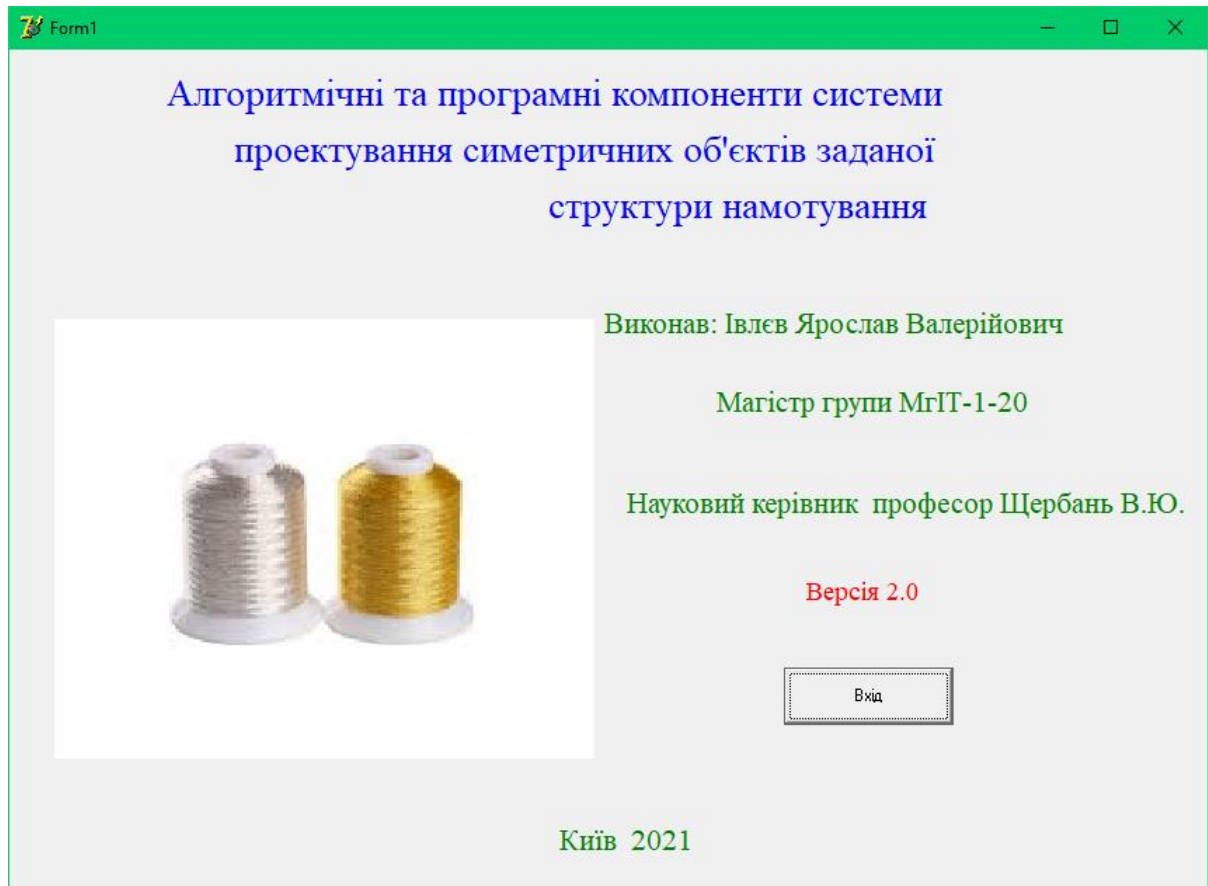 Form1
Алгоритмічні та програмні компоненти системи
проектування симетричних об'єктів заданої
структури намотування
Виконав: Івлєв Ярослав Валерійович
Магістр групи МгІТ-1-20
Науковий керівник професор Щербань В.Ю.
Версія 2.0
Вхід
Київ 2021